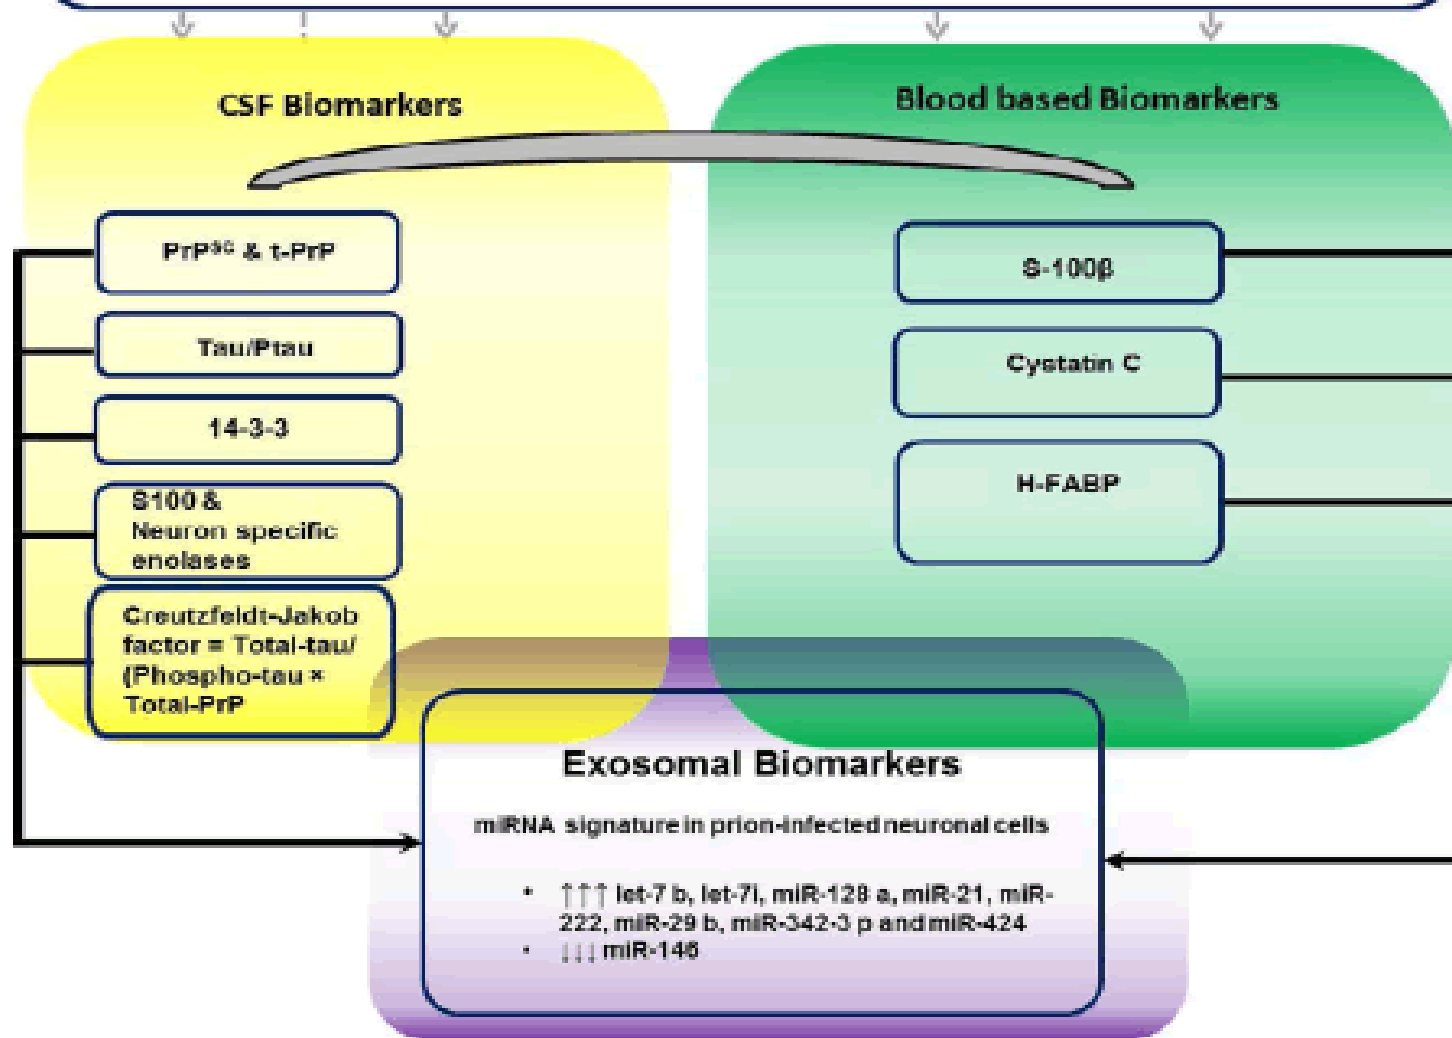 CSF Biomarkers
PrPSC & t-PrP
Tau/Ptau
14-3-3
S100 &
Neuron specific
enolases
Creutzfeldt-Jakob
factor = Total-tau/
(Phospho-tau ×
Total-PrP
Blood based Biomarkers
S-100β
Cystatin C
H-FABP
Exosomal Biomarkers
miRNA signature in prion-infected neuronal cells
• ↑↑↑ let-7 b, let-7i, miR-128 a, miR-21, miR-
222, miR-29 b, miR-342-3 p and miR-424
• ↓↓↓ miR-146